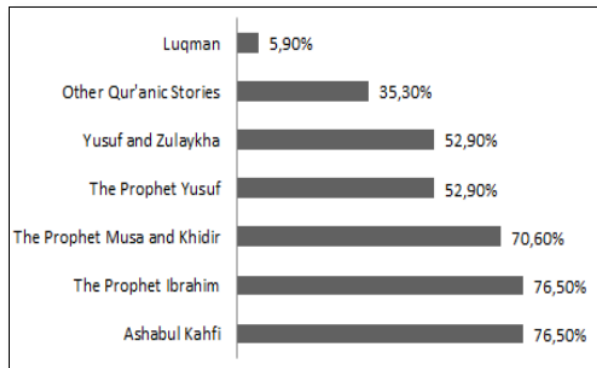 Luqman 5,90%
Other Qur'anic Stories 35,30%
Yusuf and Zulaykha 52,90%
The Prophet Yusuf 52,90%
The Prophet Musa and Khidir 70,60%
The Prophet Ibrahim 76,50%
Ashabul Kahfi 76,50%